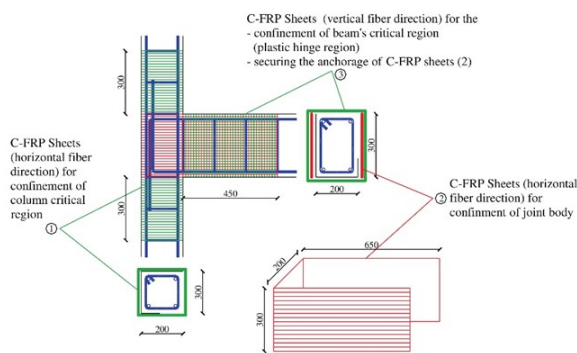 C-FRP Sheets (vertical fiber direction) for the
- confinement of beam's critical region
(plastic hinge region)
- securing the anchorage of C-FRP sheets (2)
3
300
C-FRP Sheets
(horizontal fiber
direction) for
confinement of
column critical
region
1
300
450
300
200
C-FRP Sheets (horizontal
2 fiber direction) for
confinment of joint body
300
200
200
650
300